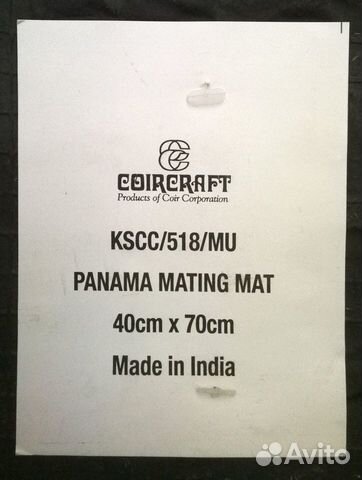 COIRCRAFT
Products of Coir Corporation
KSCC/518/MU
PANAMA MATING MAT
40cm x 70cm
Made in India
Avito